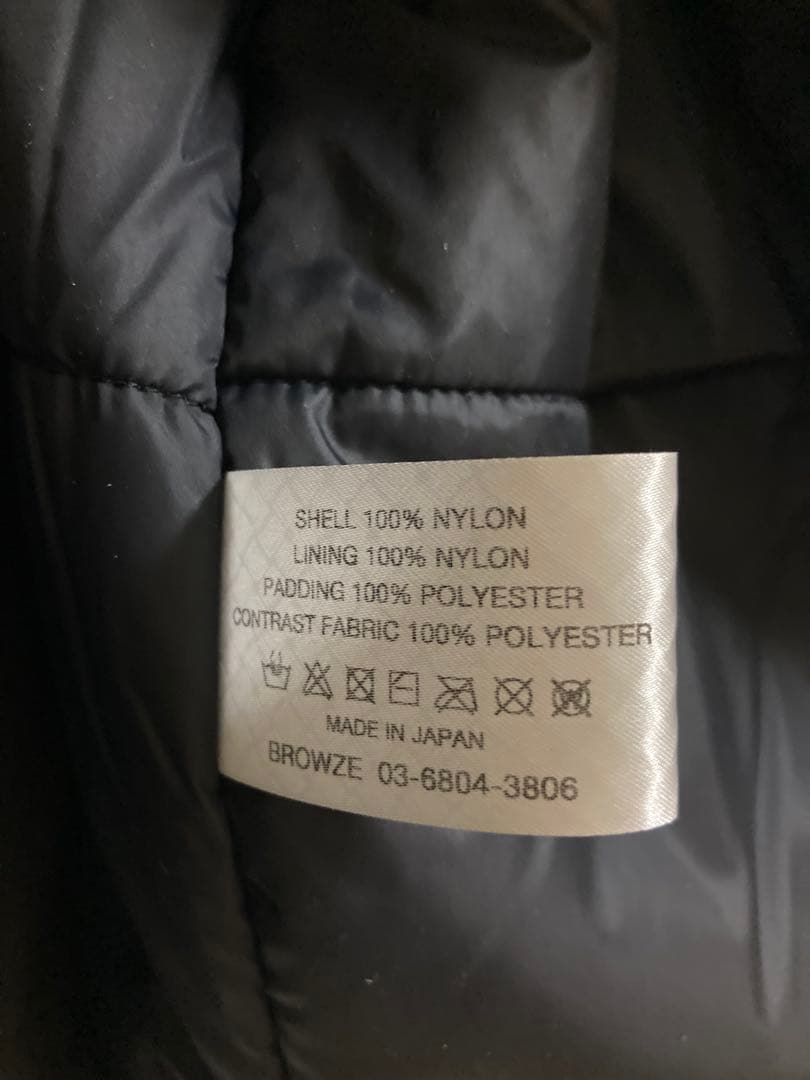 SHELL 100% NYLON
LINING 100% NYLON
PADDING 100% POLYESTER
CONTRAST FABRIC 100% POLYESTER
MADE IN JAPAN
BROWZE 03-6804-3806